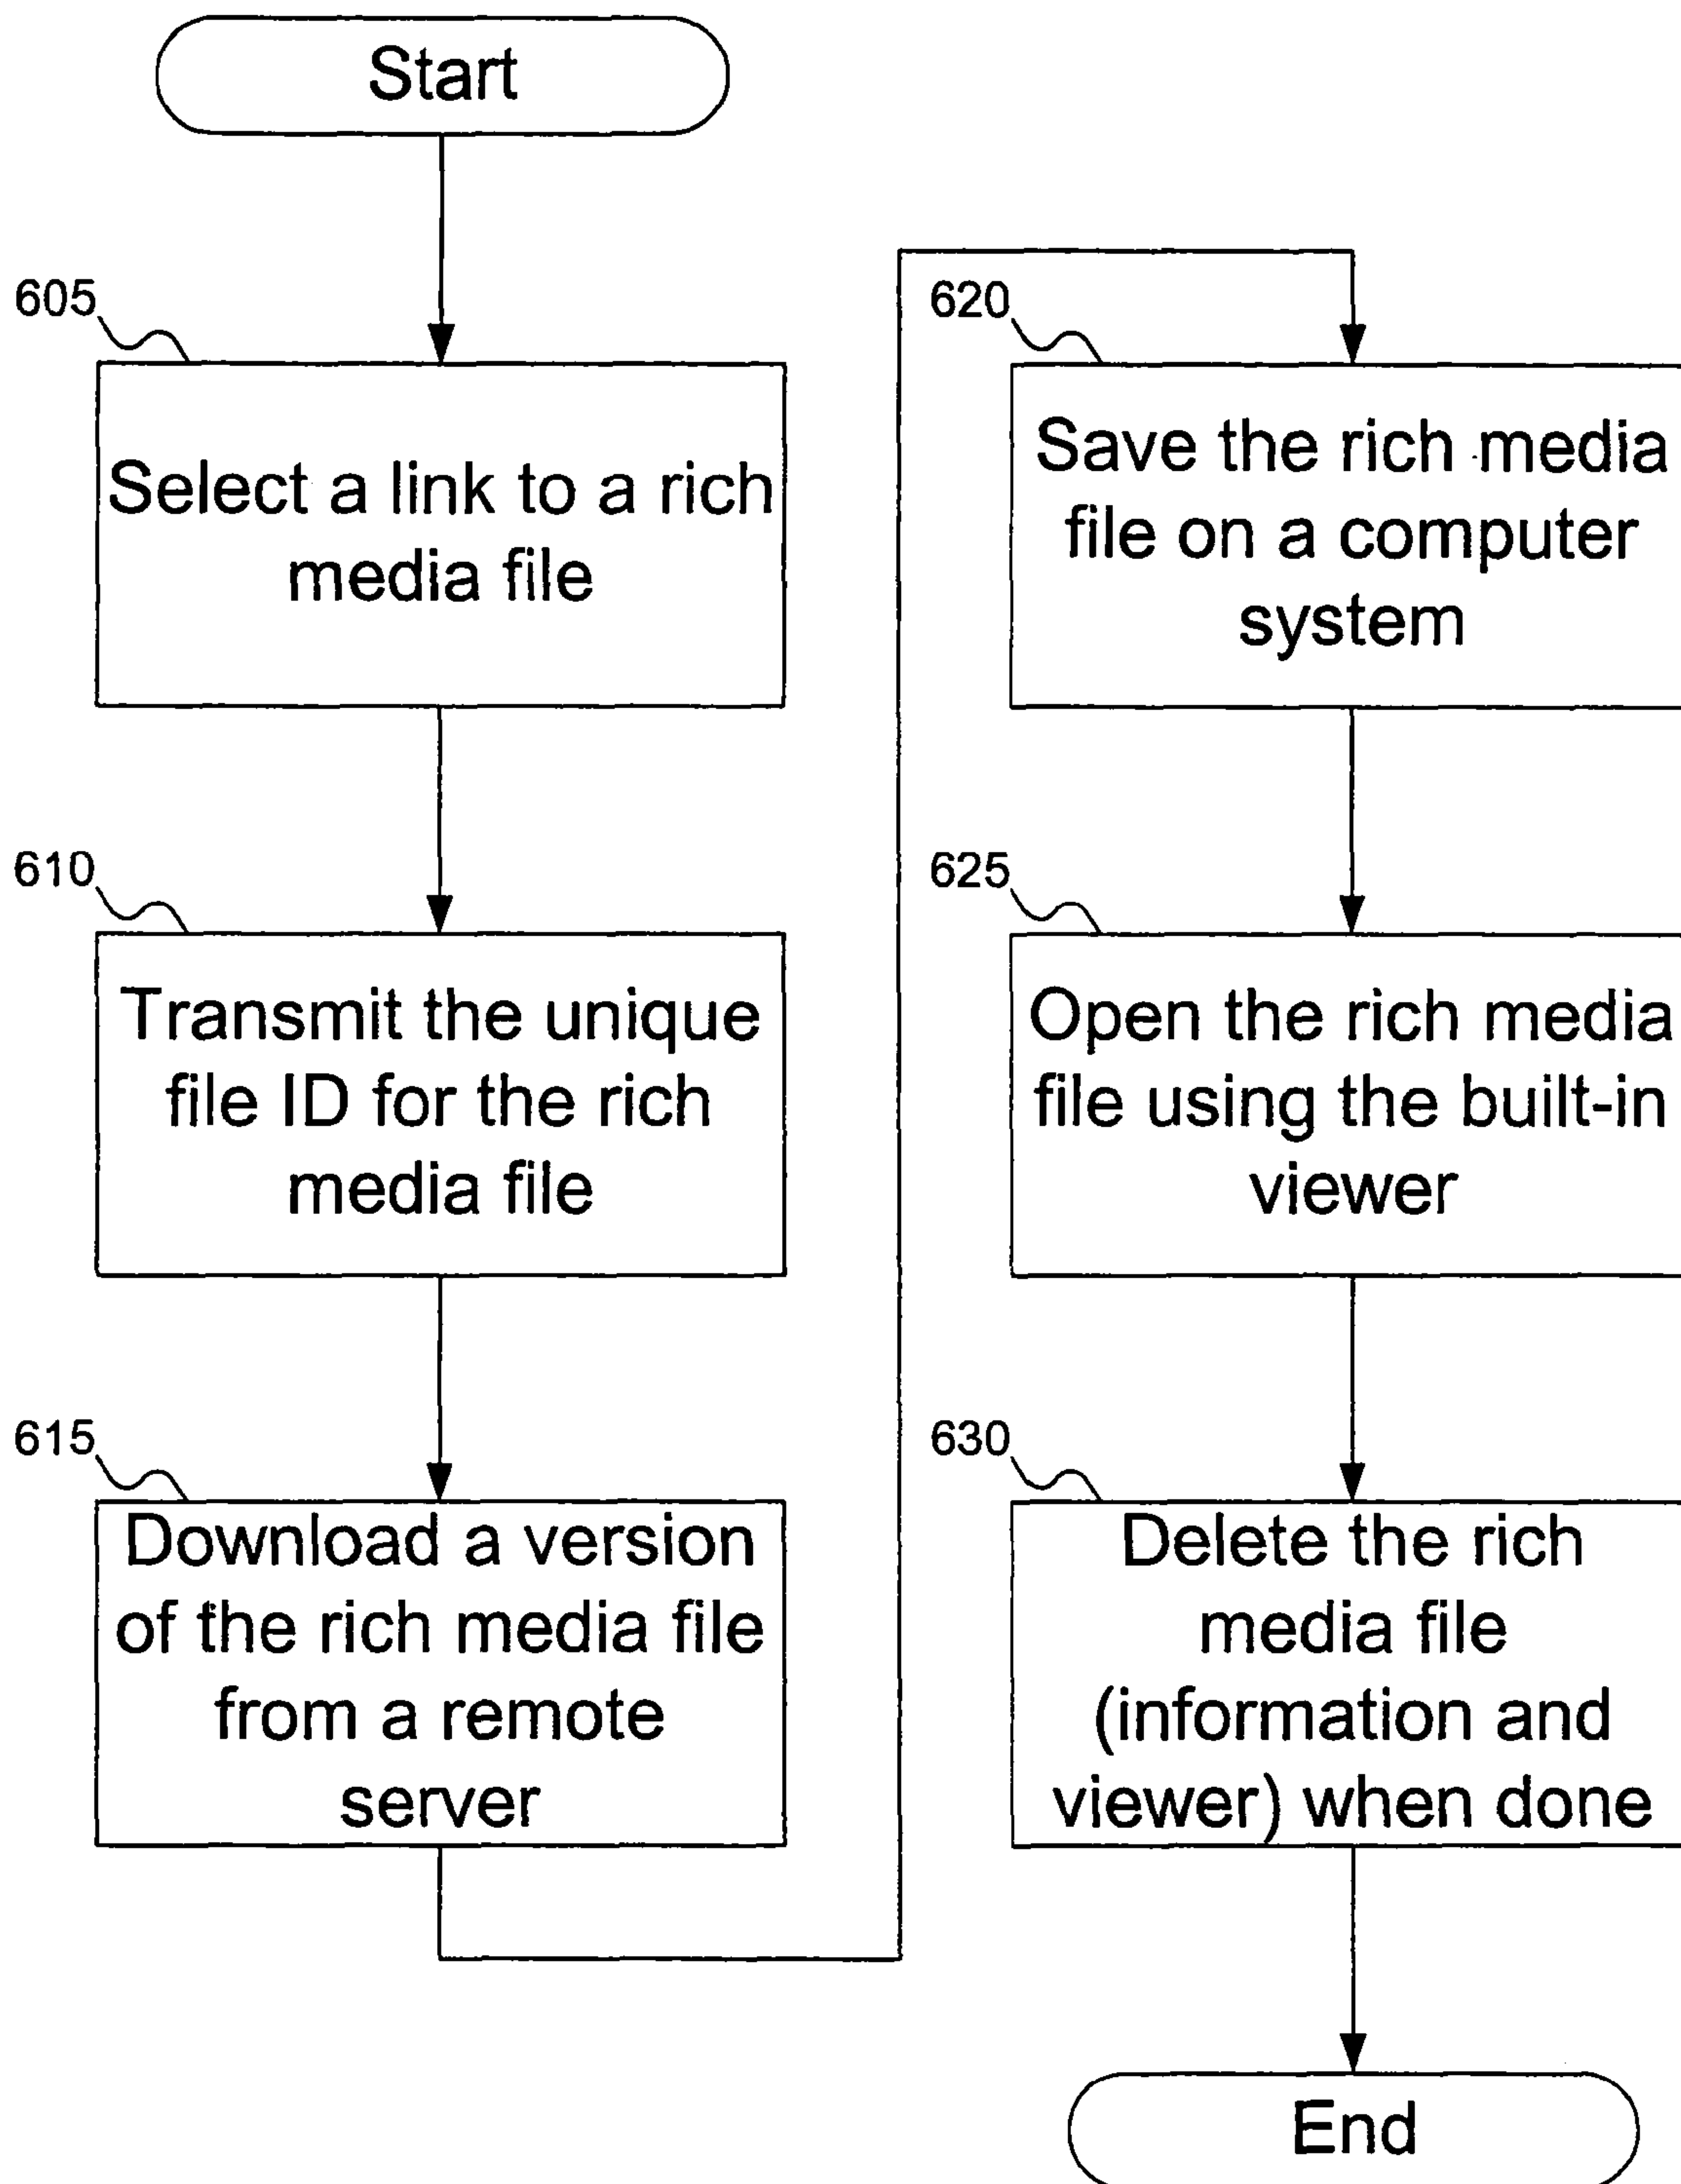 Start
605
Select a link to a rich
media file
610
Transmit the unique
file ID for the rich
media file
615
Download a version
of the rich media file
from a remote
server
620
Save the rich media
file on a computer
system
625
Open the rich media
file using the built-in
viewer
630
Delete the rich
media file
(information and
viewer) when done
End